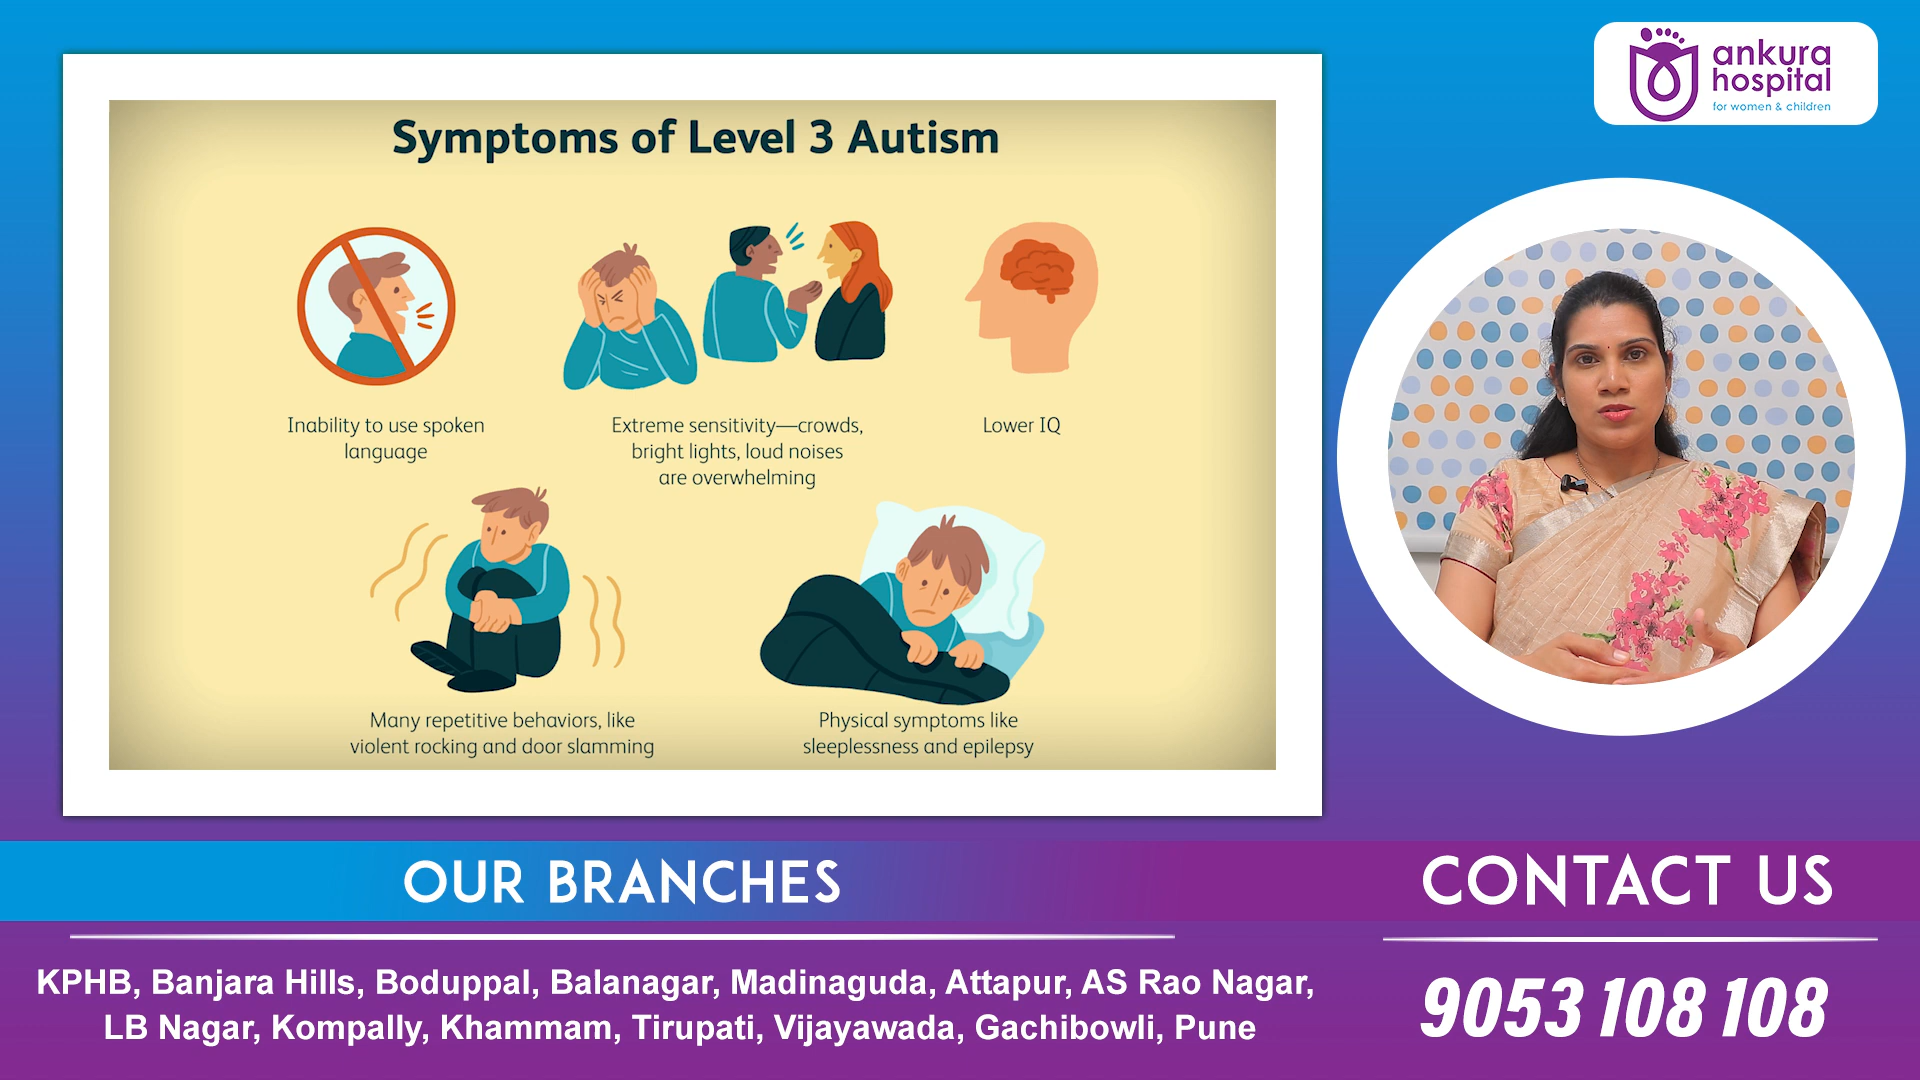 ankura
hospital
for women & children
Symptoms of Level 3 Autism
Inability to use spoken
language
Extreme sensitivity—crowds,
bright lights, loud noises
are overwhelming
Lower IQ
Many repetitive behaviors, like
violent rocking and door slamming
Physical symptoms like
sleeplessness and epilepsy
OUR BRANCHES
KPHB, Banjara Hills, Boduppal, Balanagar, Madinaguda, Attapur, AS Rao Nagar,
LB Nagar, Kompally, Khammam, Tirupati, Vijayawada, Gachibowli, Pune
CONTACT US
9053 108 108